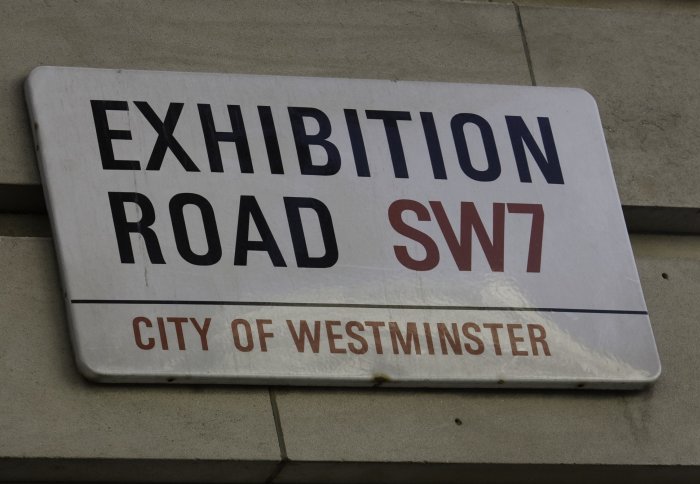 EXHIBITION
ROAD SW7
CITY OF WESTMINSTER